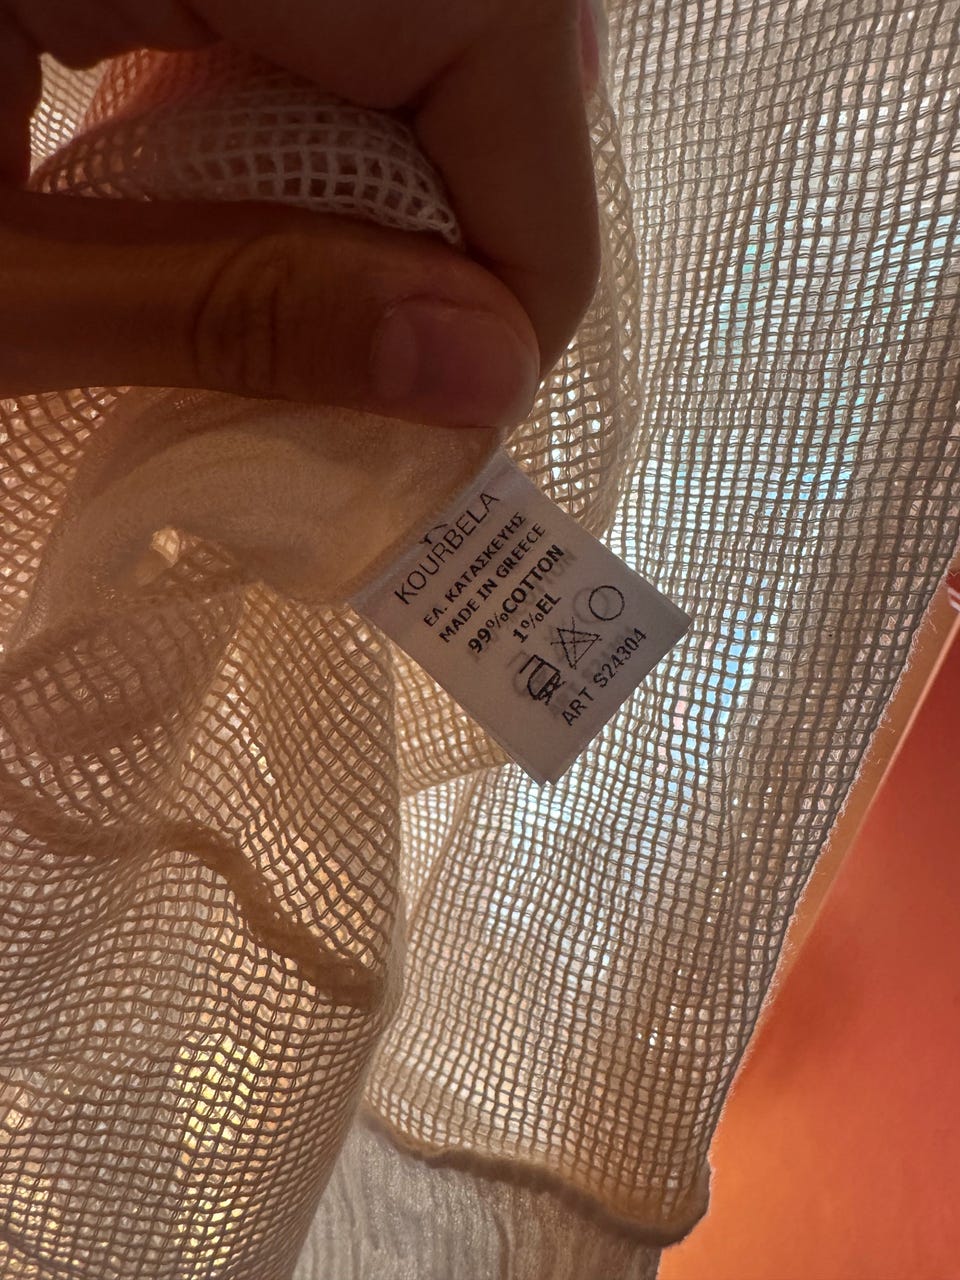 KOURBELA
ΕΛ. ΚΑΤΑΣΚΕΥΗΣ
MADE IN GREECE
99%COTTON
1%EL
ART S24304